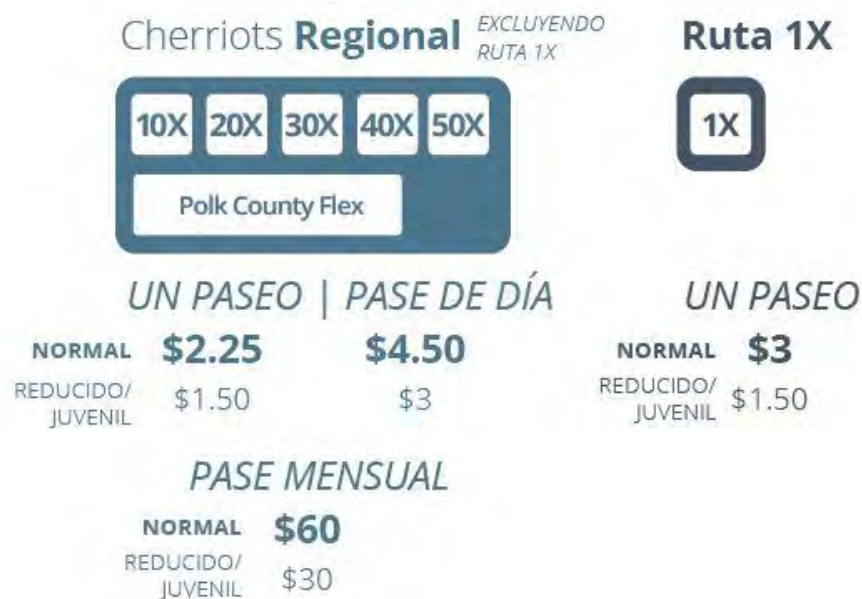 Cherriots Regional EXCLUYENDO
RUTA 1X
10X 20X 30X 40X 50X
Polk County Flex
UN PASEO | PASE DE DÍA
NORMAL $2.25 $4.50
REDUCIDO/
JUVENIL $1.50 $3
PASE MENSUAL
NORMAL $60
REDUCIDO/
JUVENIL $30
Ruta 1X
1X
UN PASEO
NORMAL $3
REDUCIDO/
JUVENIL $1.50